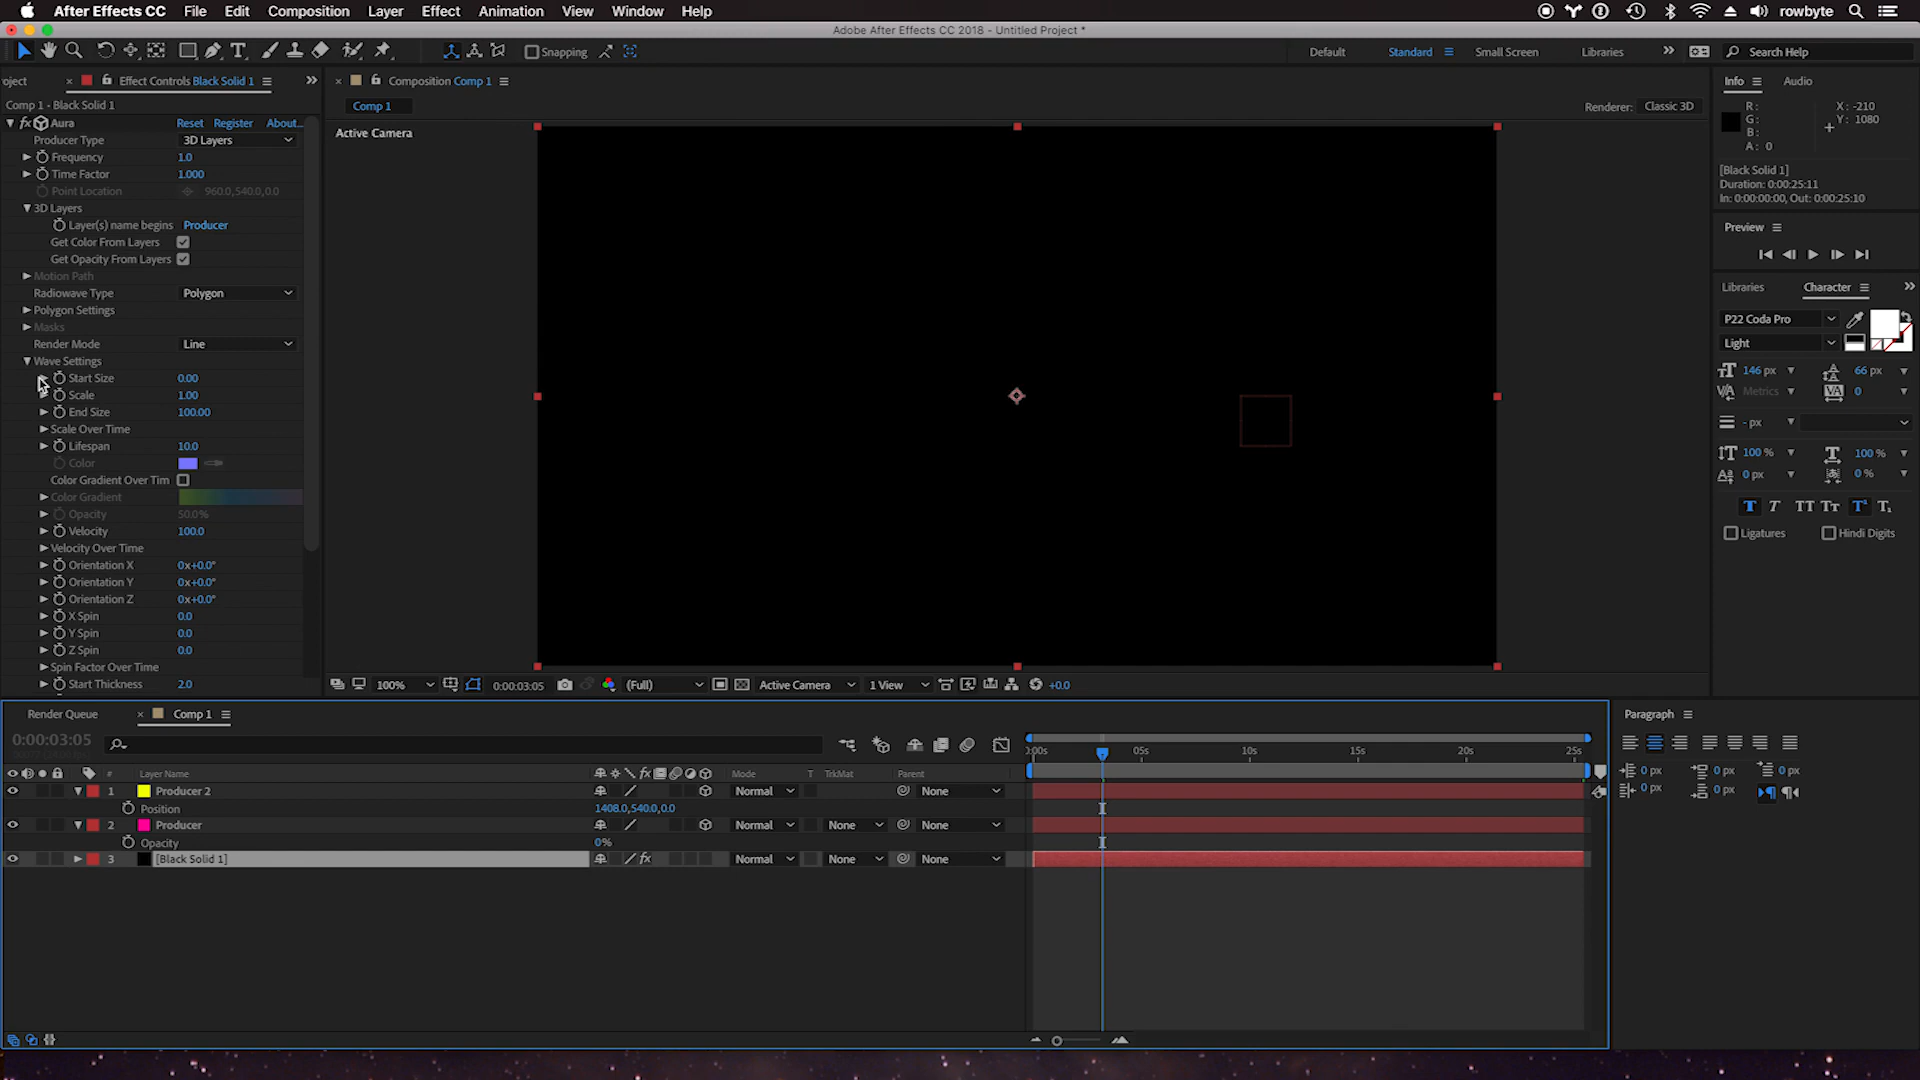 After Effects CC File Edit Composition Layer Effect Animation View Window Help rowbyte
Adobe After Effects CC 2018 - Untitled Project *
Snapping Default Standard Small Screen Libraries Search Help
oject Effect Controls Black Solid 1 Composition Comp 1 Info Audio
Comp 1 - Black Solid 1
Comp 1 Renderer: Classic 3D
Active Camera
R: G: B: A: 0
X: -210 Y: 1080
[Black Solid 1]
Duration: 0:00:25:11
In: 0:00:00:00, Out: 0:00:25:10
Preview
Libraries Character
P22 Coda Pro
Light
146 px 66 px
Metrics 0
- px
100 % 100 %
0 px 0 %
T T TT Tt T¹ T₁
Ligatures Hindi Digits
fx Aura Reset Register About...
Producer Type 3D Layers
Frequency 1.0
Time Factor 1.000
Point Location 960.0,540.0,0.0
3D Layers
Layer(s) name begins Producer
Get Color From Layers
Get Opacity From Layers
Motion Path
Radiowave Type Polygon
Polygon Settings
Masks
Render Mode Line
Wave Settings
Start Size 0.00
Scale 1.00
End Size 100.00
Scale Over Time
Lifespan 10.0
Color
Color Gradient Over Tim
Color Gradient
Opacity 50.0%
Velocity 100.0
Velocity Over Time
Orientation X 0x+0.0°
Orientation Y 0x+0.0°
Orientation Z 0x+0.0°
X Spin 0.0
Y Spin 0.0
Z Spin 0.0
Spin Factor Over Time
Start Thickness 2.0
100% 0:00:03:05 (Full) Active Camera 1 View +0.0
Render Queue Comp 1
0:00:03:05
:00s 05s 10s 15s 20s 25s
# Layer Name Mode T TrkMat Parent
1 Producer 2 Normal None
Position 1408.0,540.0,0.0
2 Producer Normal None None
Opacity 0%
3 [Black Solid 1] fx Normal None None
Paragraph
0 px 0 px 0 px
0 px 0 px